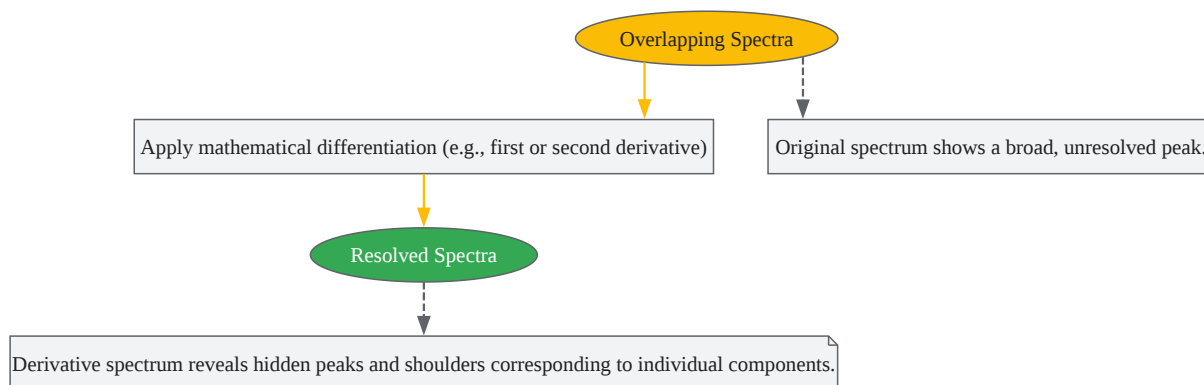 Overlapping Spectra
Apply mathematical differentiation (e.g., first or second derivative)
Original spectrum shows a broad, unresolved peak.
Resolved Spectra
Derivative spectrum reveals hidden peaks and shoulders corresponding to individual components.